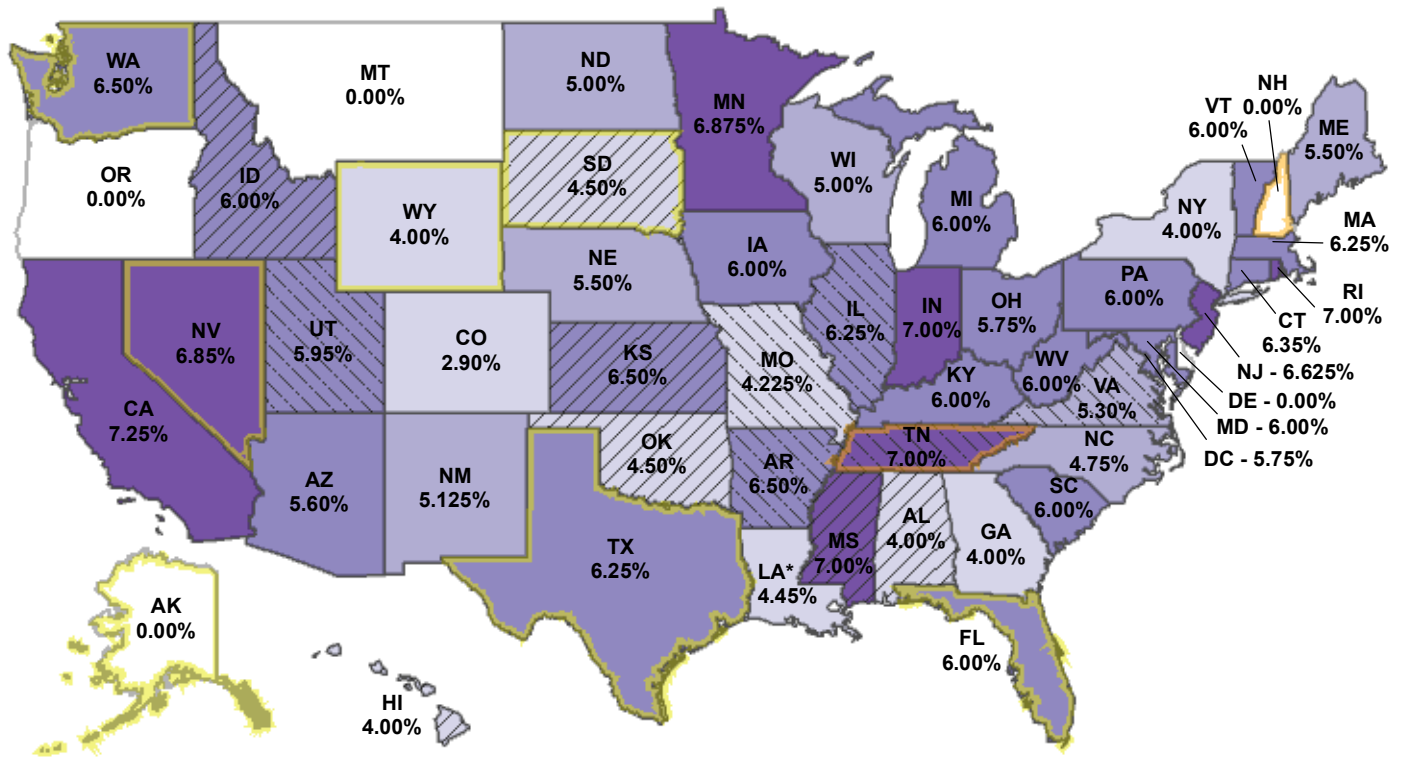 WA
6.50%
MT
0.00%
ND
5.00%
MN
6.875%
NH
0.00%
VT
6.00%
ME
5.50%
OR
0.00%
ID
6.00%
SD
4.50%
WI
5.00%
MI
6.00%
NY
4.00%
MA
6.25%
WY
4.00%
IA
6.00%
NE
5.50%
PA
6.00%
RI
7.00%
NV
6.85%
UT
5.95%
CO
2.90%
KS
6.50%
MO
4.225%
IL
6.25%
IN
7.00%
OH
5.75%
WV
6.00%
VA
5.30%
CT
6.35%
NJ - 6.625%
DE - 0.00%
MD - 6.00%
DC - 5.75%
CA
7.25%
KY
6.00%
AZ
5.60%
NM
5.125%
OK
4.50%
AR
6.50%
TN
7.00%
NC
4.75%
SC
6.00%
TX
6.25%
LA*
4.45%
MS
7.00%
AL
4.00%
GA
4.00%
AK
0.00%
HI
4.00%
FL
6.00%